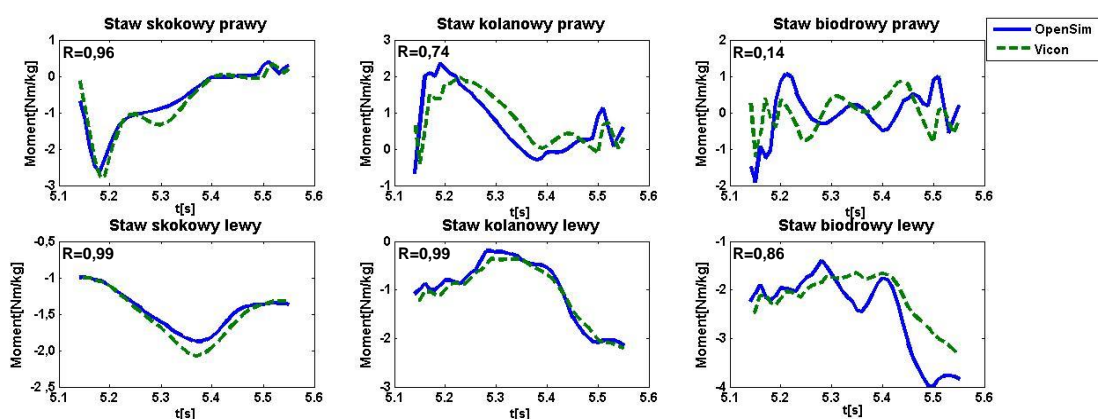 Staw skokowy prawy
R=0,96
Moment[Nm/kg]
1
0
-1
-2
-3
5.1 5.2 5.3 5.4 5.5 5.6
t[s]
Staw kolanowy prawy
R=0,74
Moment[Nm/kg]
3
2
1
0
-1
5.1 5.2 5.3 5.4 5.5 5.6
t[s]
Staw biodrowy prawy
R=0,14
Moment[Nm/kg]
2
1
0
-1
2
5.1 5.2 5.3 5.4 5.5 5.6
t[s]
OpenSim
Vicon
Staw skokowy lewy
R=0,99
Moment[Nm/kg]
-0,5
-1
-1.5
-2.0
-2.5
5.1 5.2 5.3 5.4 5.5 5.6
t[s]
Staw kolanowy lewy
R=0,99
Moment[Nm/kg]
0
-1
-2
-3
5.1 5.2 5.3 5.4 5.5 5.6
t[s]
Staw biodrowy lewy
R=0,86
Moment[Nm/kg]
-1
-2
-3
-4
5.1 5.2 5.3 5.4 5.5 5.6
t[s]